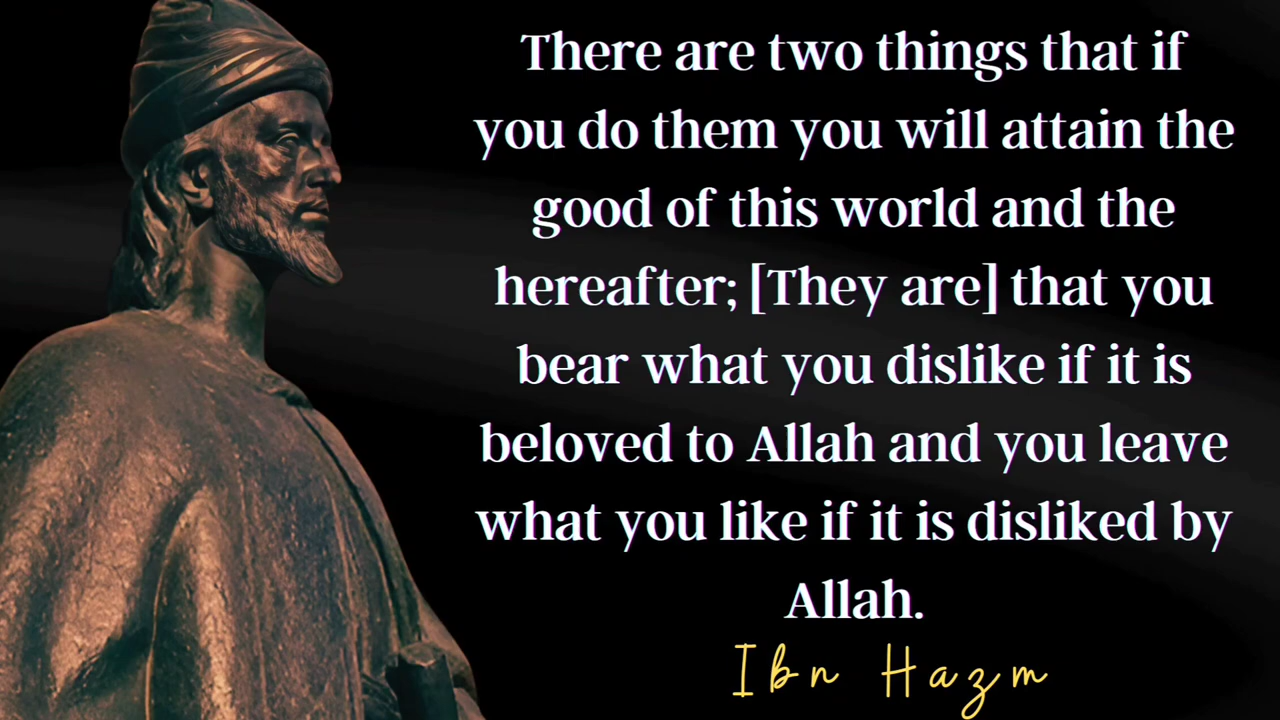 There are two things that if
you do them you will attain the
good of this world and the
hereafter; [They are] that you
bear what you dislike if it is
beloved to Allah and you leave
what you like if it is disliked by
Allah.
Ibn Hazm